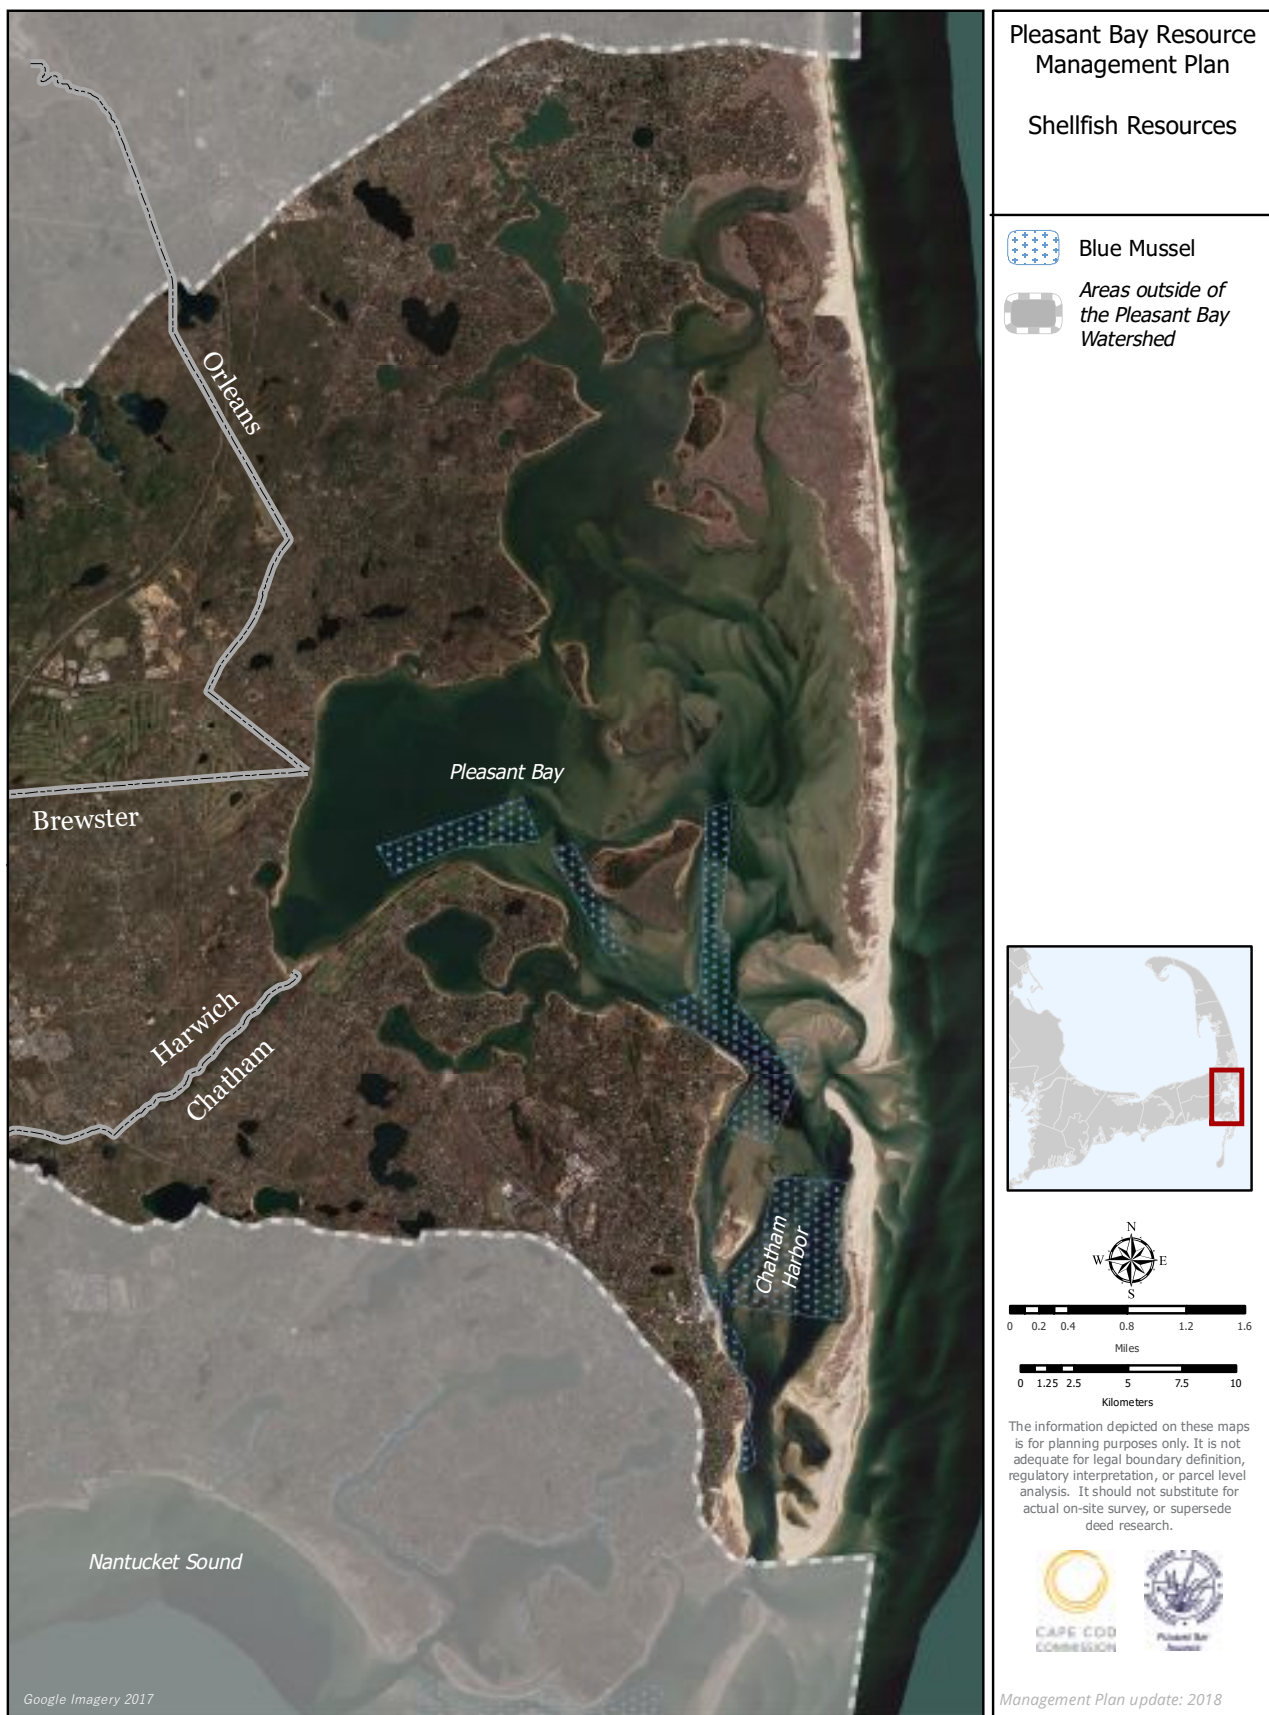 Pleasant Bay Resource
Management Plan
Shellfish Resources
Blue Mussel
Areas outside of
the Pleasant Bay
Watershed
Orleans
Brewster
Pleasant Bay
Harwich
Chatham
Chatham
Harbor
Nantucket Sound
Google Imagery 2017
N
W E
S
0 0.2 0.4 0.8 1.2 1.6
Miles
0 1.25 2.5 5 7.5 10
Kilometers
The information depicted on these maps
is for planning purposes only. It is not
adequate for legal boundary definition,
regulatory interpretation, or parcel level
analysis. It should not substitute for
actual on-site survey, or supersede
deed research.
CAPE COD
COMMISSION
Pleasant Bay
Alliance
Management Plan update: 2018